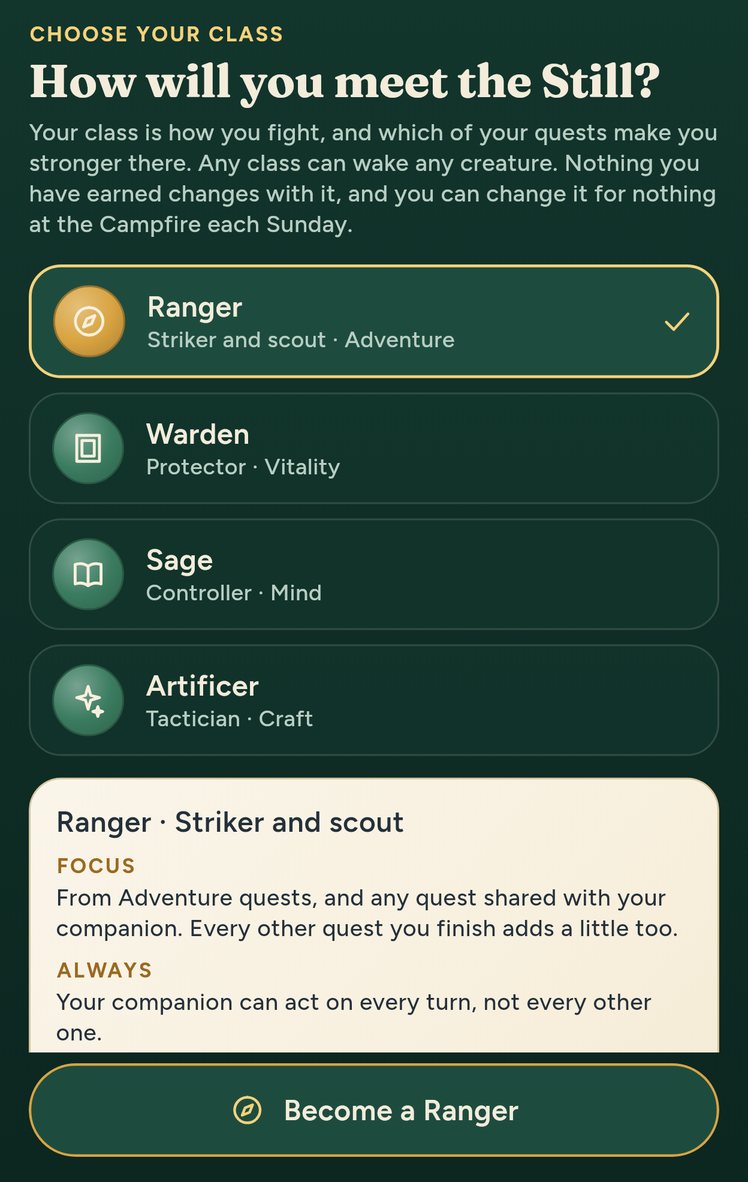 CHOOSE YOUR CLASS
How will you meet the Still?
Your class is how you fight, and which of your quests make you
stronger there. Any class can wake any creature. Nothing you
have earned changes with it, and you can change it for nothing
at the Campfire each Sunday.
Ranger
Striker and scout · Adventure
Warden
Protector · Vitality
Sage
Controller · Mind
Artificer
Tactician · Craft
Ranger · Striker and scout
FOCUS
From Adventure quests, and any quest shared with your
companion. Every other quest you finish adds a little too.
ALWAYS
Your companion can act on every turn, not every other
one.
Become a Ranger